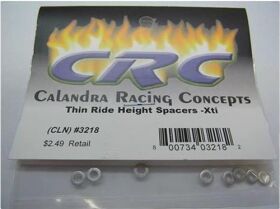 CRC
Calandra Racing Concepts
Thin Ride Height Spacers -Xti
(CLN) #3218
$2.49 Retail
8 00734 03218 2